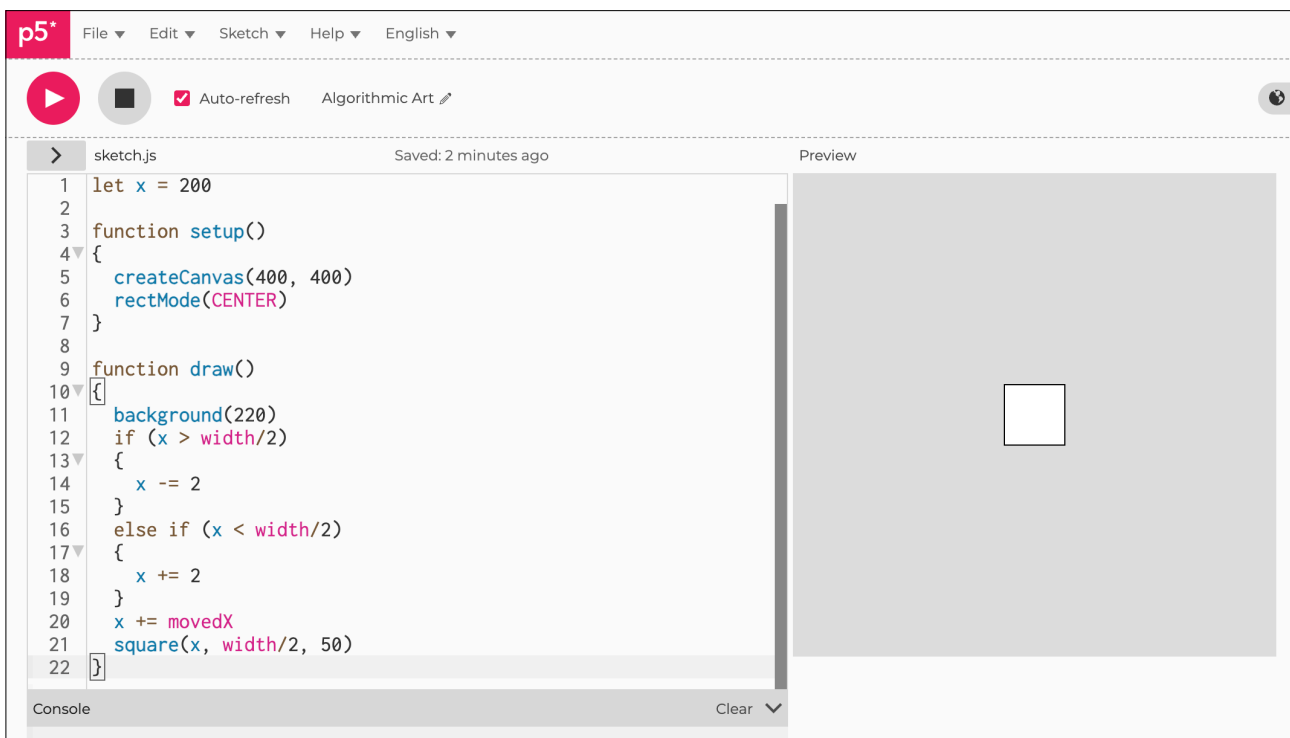 p5* File Edit Sketch Help English
Auto-refresh Algorithmic Art
sketch.js Saved: 2 minutes ago Preview
1 let x = 200
2
3 function setup()
4 {
5   createCanvas(400, 400)
6   rectMode(CENTER)
7 }
8
9 function draw()
10 {
11   background(220)
12   if (x > width/2)
13   {
14     x -= 2
15   }
16   else if (x < width/2)
17   {
18     x += 2
19   }
20   x += movedX
21   square(x, width/2, 50)
22 }
Console Clear